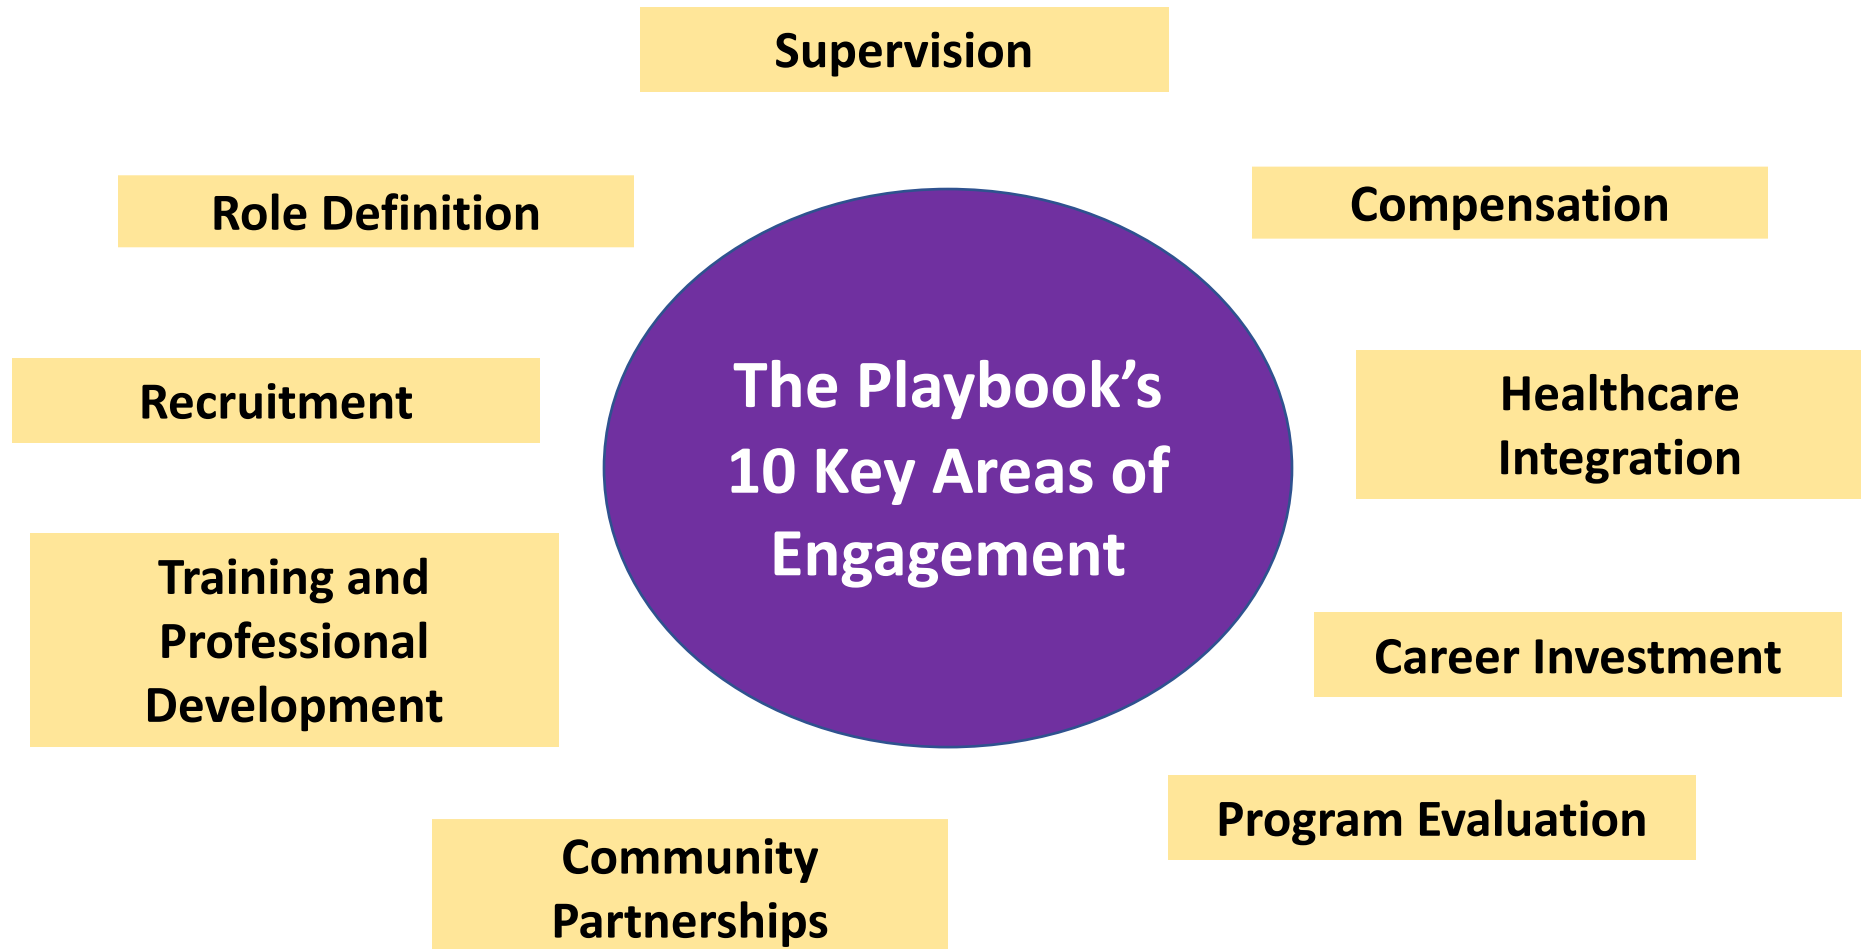 Supervision
Role Definition
Compensation
Recruitment
The Playbook’s
10 Key Areas of
Engagement
Healthcare
Integration
Training and
Professional
Development
Career Investment
Program Evaluation
Community
Partnerships